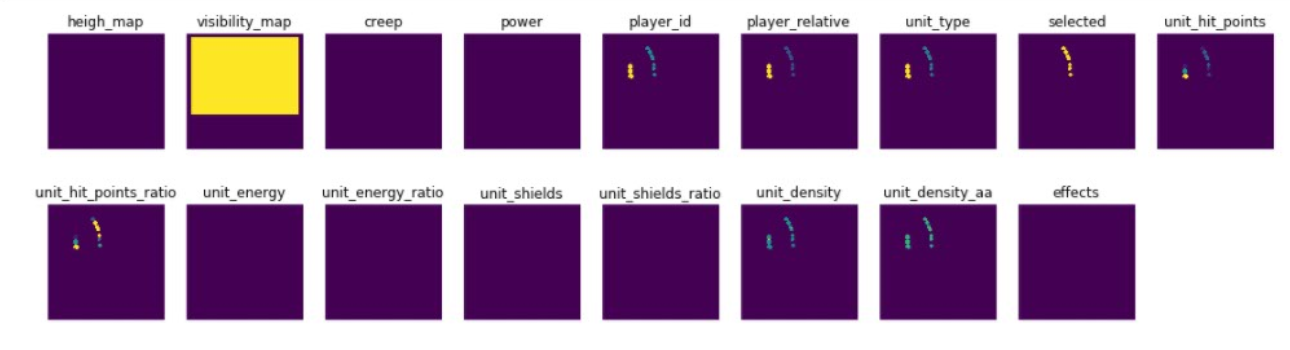 heigh_map visibility_map creep power player_id player_relative unit_type selected unit_hit_points
unit_hit_points_ratio unit_energy unit_energy_ratio unit_shields unit_shields_ratio unit_density unit_density_aa effects